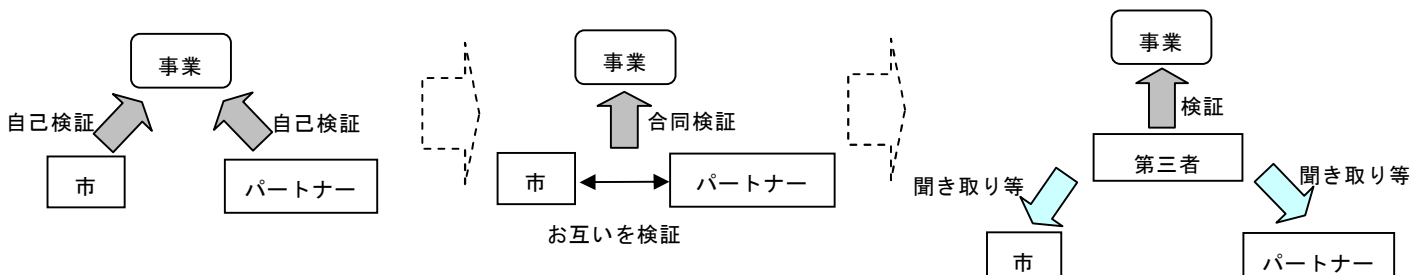 事業
自己検証
自己検証
市
パートナー
事業
合同検証
市
パートナー
お互いを検証
事業
検証
第三者
聞き取り等
聞き取り等
市
パートナー